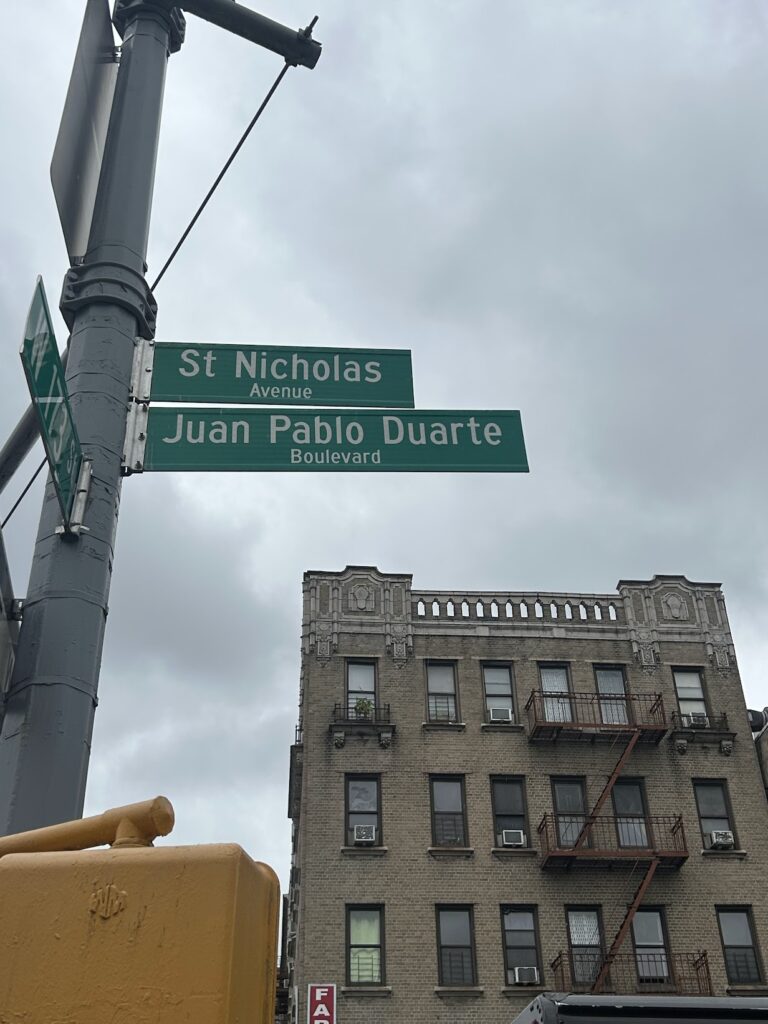 St Nicholas
Avenue
Juan Pablo Duarte
Boulevard